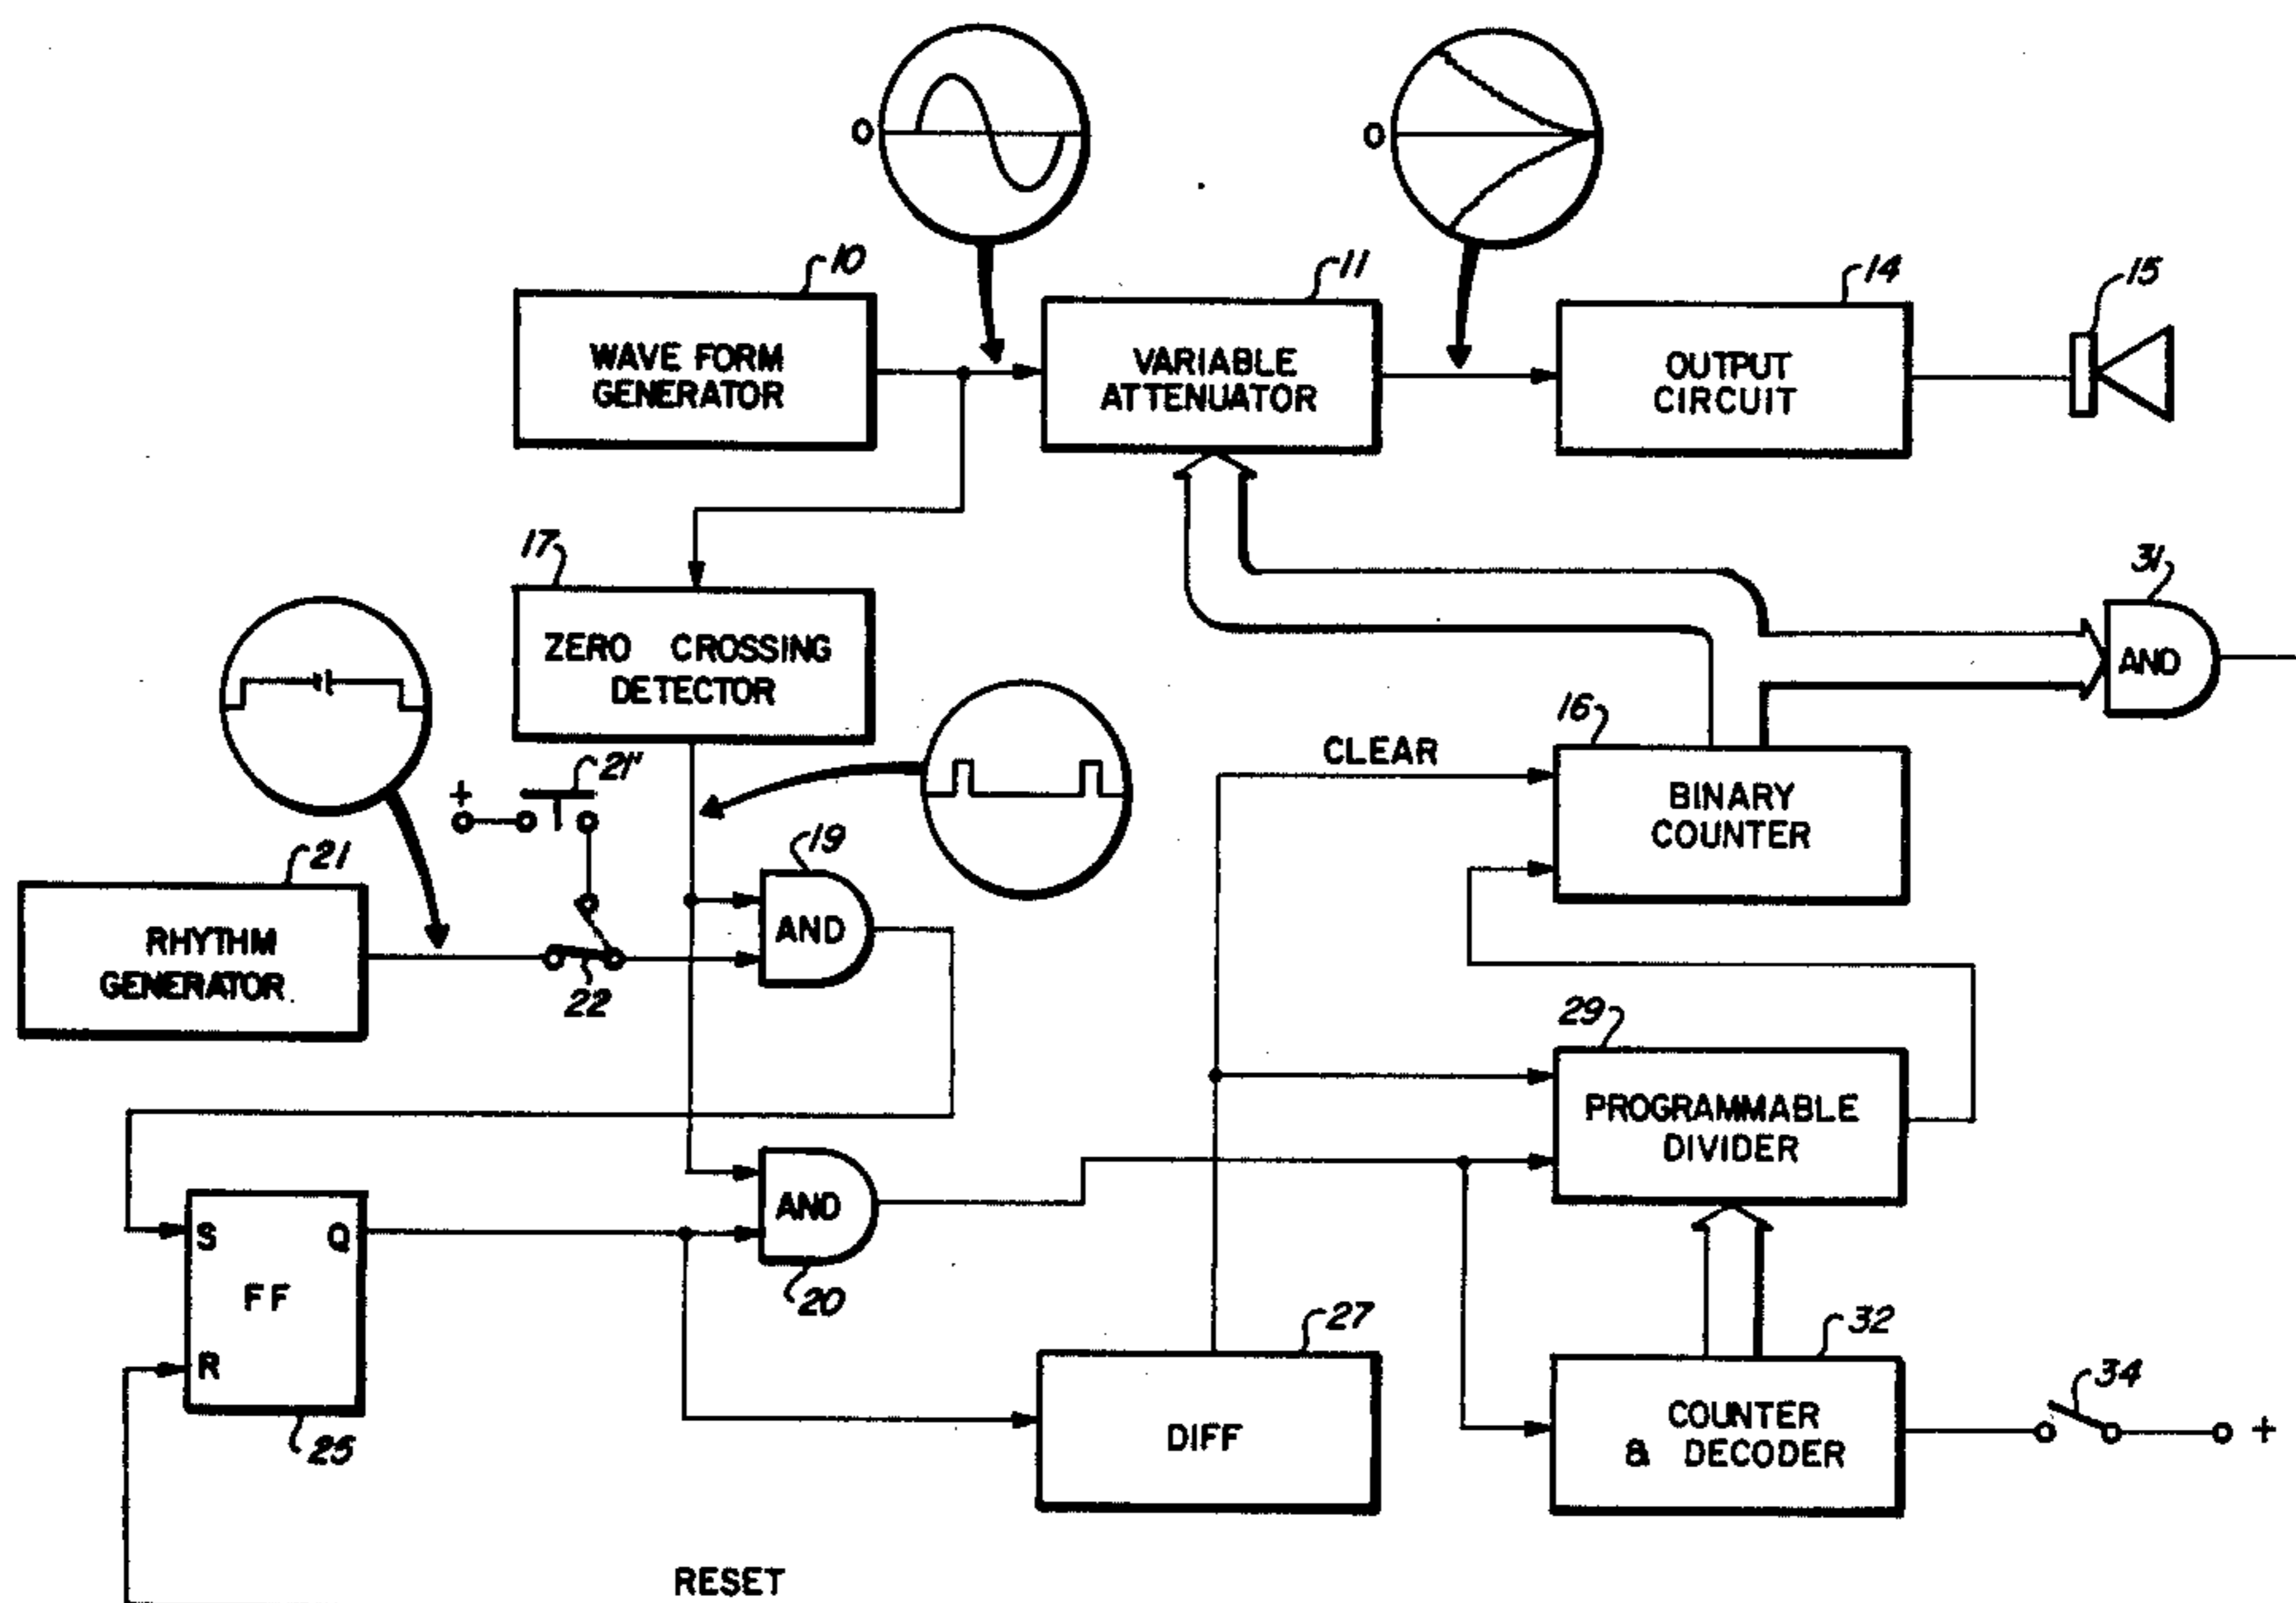 0
0
10
11
14
15
WAVE FORM
GENERATOR
VARIABLE
ATTENUATOR
OUTPUT
CIRCUIT
17
31
ZERO CROSSING
DETECTOR
AND
16
21'
CLEAR
+
BINARY
COUNTER
19
21
AND
RHYTHM
GENERATOR
22
29
PROGRAMMABLE
DIVIDER
AND
S Q
FF
20
27
32
R
34
COUNTER
& DECODER
+
DIFF
25
RESET